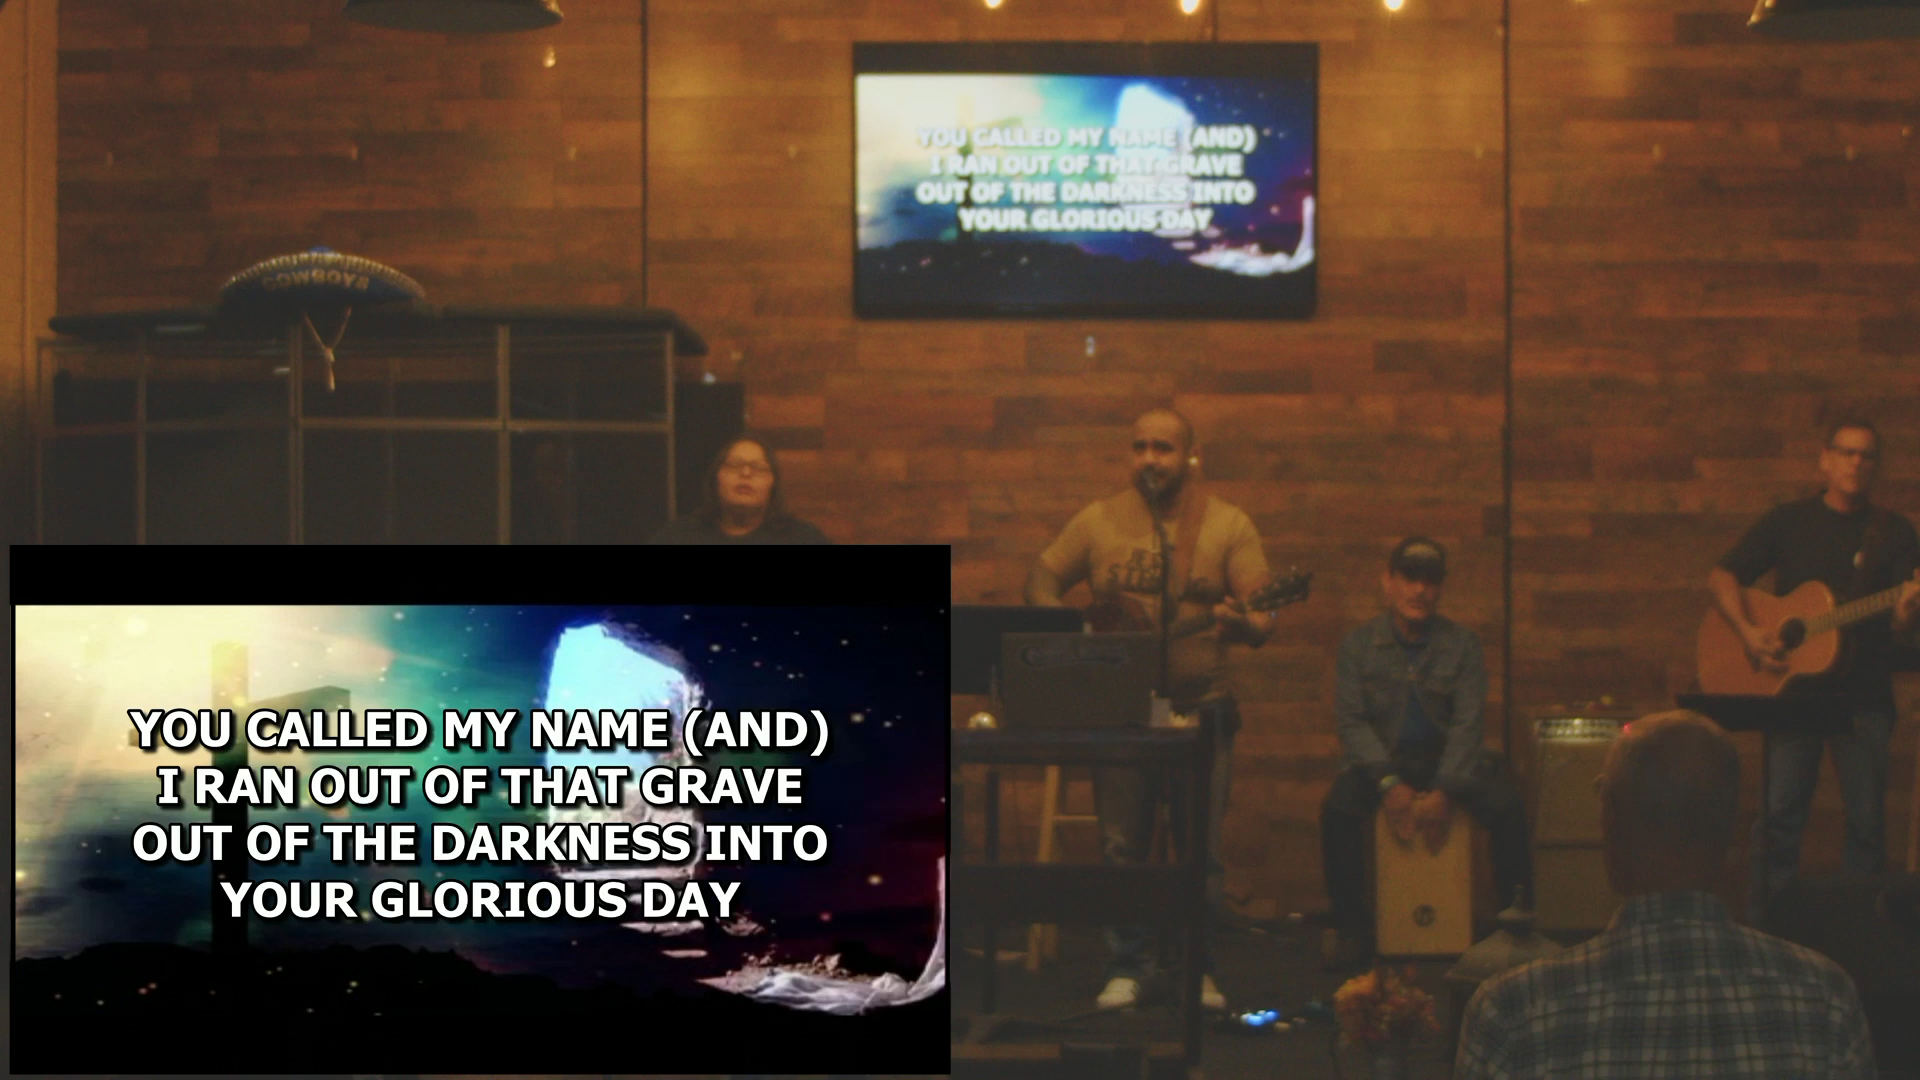 YOU CALLED MY NAME (AND)
I RAN OUT OF THAT GRAVE
OUT OF THE DARKNESS INTO
YOUR GLORIOUS DAY
COWBOYS
YOU CALLED MY NAME (AND)
I RAN OUT OF THAT GRAVE
OUT OF THE DARKNESS INTO
YOUR GLORIOUS DAY